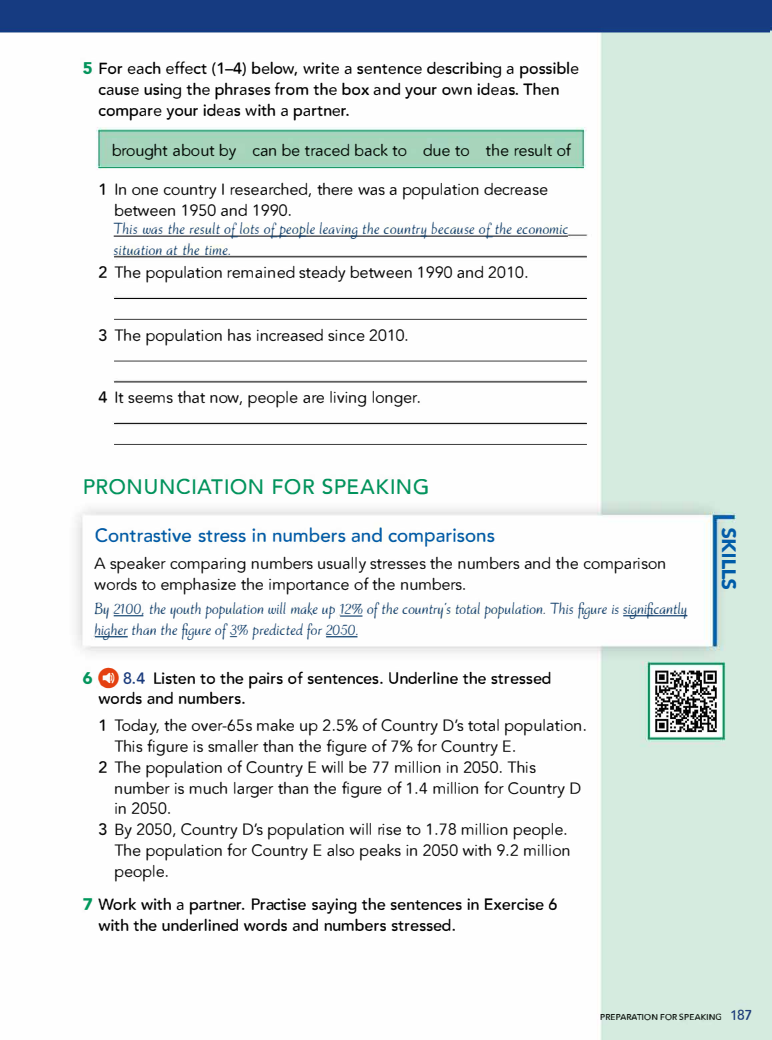 5 For each effect (1–4) below, write a sentence describing a possible
cause using the phrases from the box and your own ideas. Then
compare your ideas with a partner.
brought about by can be traced back to due to the result of
1 In one country I researched, there was a population decrease
between 1950 and 1990.
This was the result of lots of people leaving the country because of the economic
situation at the time.
2 The population remained steady between 1990 and 2010.
3 The population has increased since 2010.
4 It seems that now, people are living longer.
PRONUNCIATION FOR SPEAKING
Contrastive stress in numbers and comparisons
A speaker comparing numbers usually stresses the numbers and the comparison
words to emphasize the importance of the numbers.
By 2100, the youth population will make up 12% of the country's total population. This figure is significantly
higher than the figure of 3% predicted for 2050.
SKILLS
6 8.4 Listen to the pairs of sentences. Underline the stressed
words and numbers.
1 Today, the over-65s make up 2.5% of Country D's total population.
This figure is smaller than the figure of 7% for Country E.
2 The population of Country E will be 77 million in 2050. This
number is much larger than the figure of 1.4 million for Country D
in 2050.
3 By 2050, Country D's population will rise to 1.78 million people.
The population for Country E also peaks in 2050 with 9.2 million
people.
7 Work with a partner. Practise saying the sentences in Exercise 6
with the underlined words and numbers stressed.
PREPARATION FOR SPEAKING 187